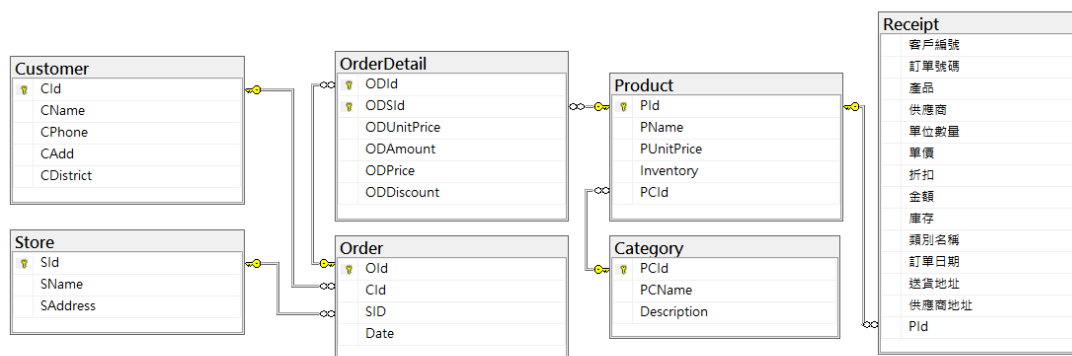 Customer
CId
CName
CPhone
CAdd
CDistrict
Store
SId
SName
SAddress
OrderDetail
ODId
ODSId
ODUnitPrice
ODAmount
ODPrice
ODDiscount
Order
OId
CId
SID
Date
Product
PId
PName
PUnitPrice
Inventory
PCId
Category
PCId
PCName
Description
Receipt
客戶編號
訂單號碼
產品
供應商
單位數量
單價
折扣
金額
庫存
類別名稱
訂單日期
送貨地址
供應商地址
PId